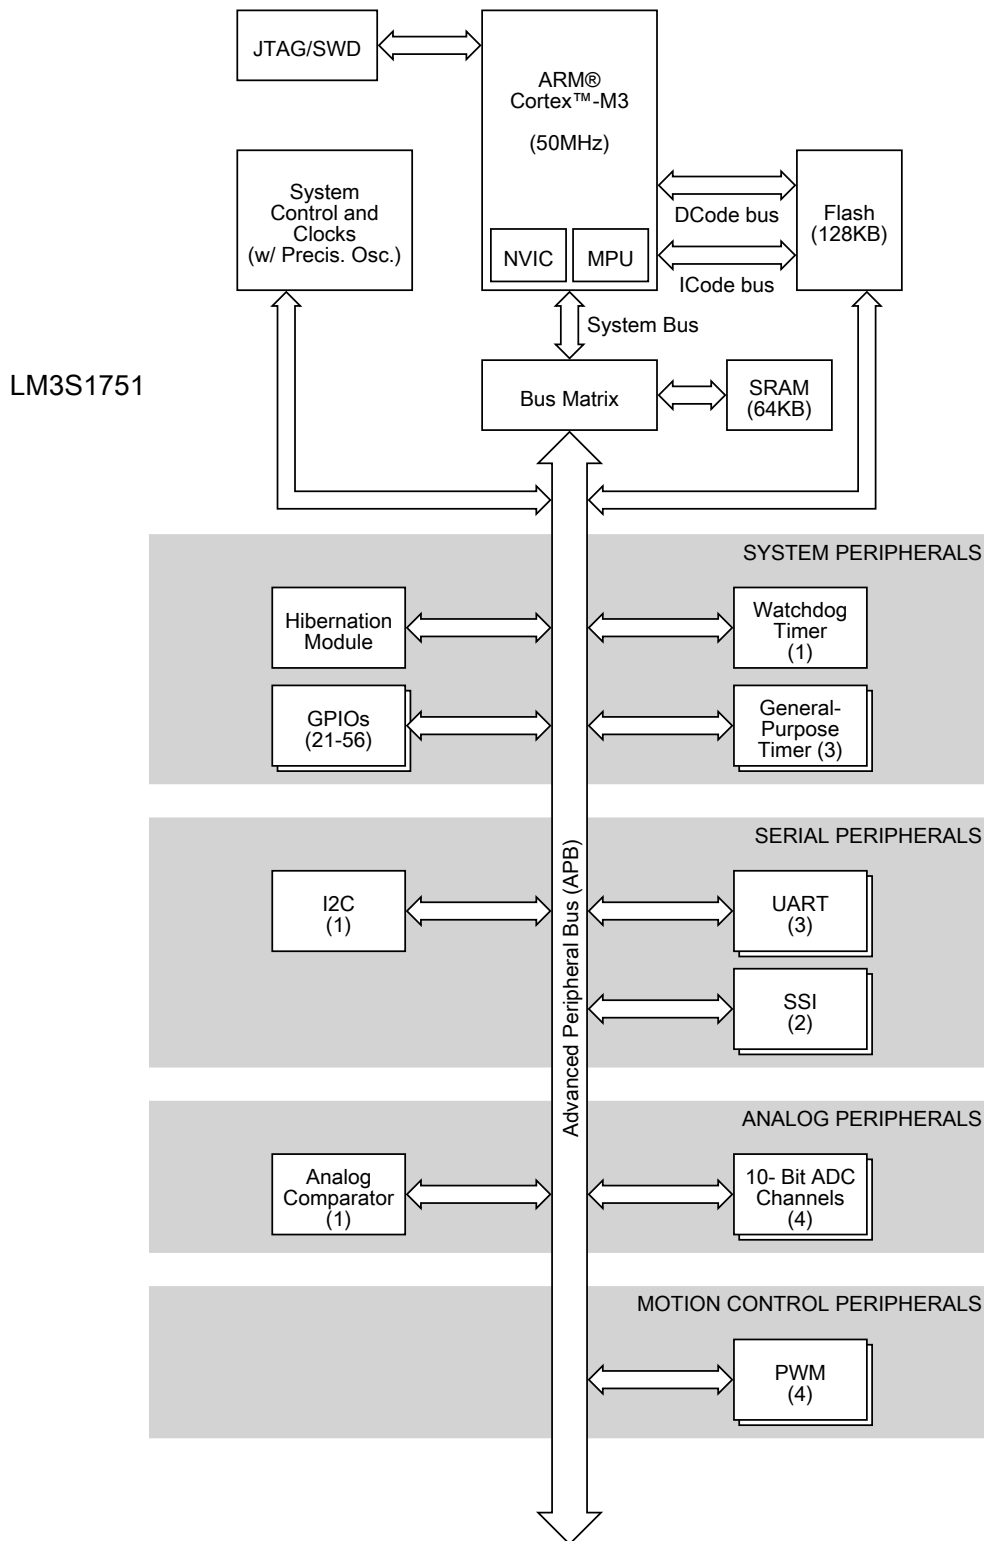 JTAG/SWD
ARM®
Cortex™-M3
(50MHz)
System
Control and
Clocks
(w/ Precis. Osc.)
NVIC
MPU
DCode bus
ICode bus
Flash
(128KB)
System Bus
LM3S1751
Bus Matrix
SRAM
(64KB)
SYSTEM PERIPHERALS
Hibernation
Module
Watchdog
Timer
(1)
GPIOs
(21-56)
General-
Purpose
Timer (3)
Advanced Peripheral Bus (APB)
SERIAL PERIPHERALS
I2C
(1)
UART
(3)
SSI
(2)
ANALOG PERIPHERALS
Analog
Comparator
(1)
10- Bit ADC
Channels
(4)
MOTION CONTROL PERIPHERALS
PWM
(4)